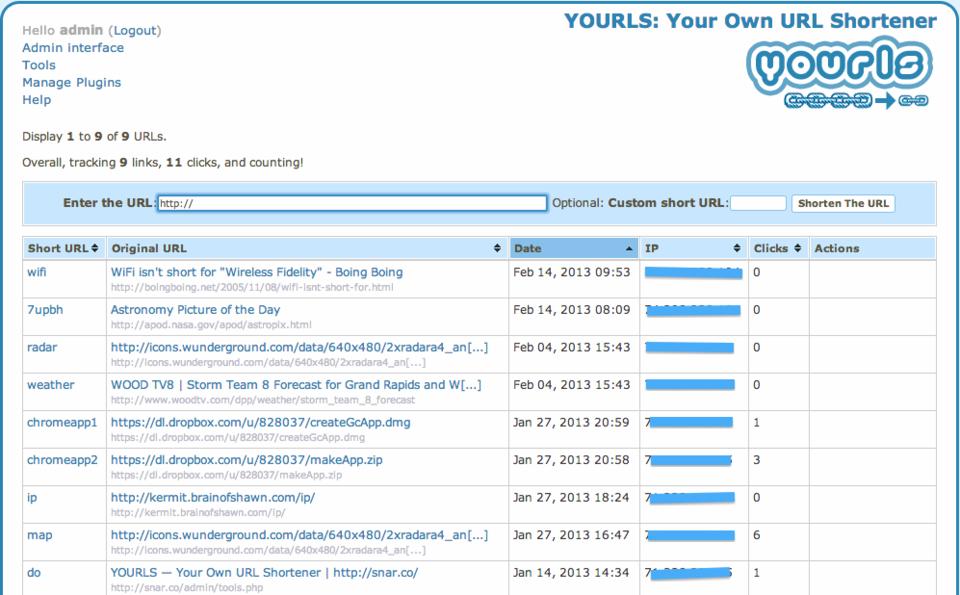 YOURLS: Your Own URL Shortener
Hello admin (Logout)
Admin interface
Tools
Manage Plugins
Help
yourls
Display 1 to 9 of 9 URLs.
Overall, tracking 9 links, 11 clicks, and counting!
Enter the URL: http:// Optional: Custom short URL: Shorten The URL
Short URL Original URL Date IP Clicks Actions
wifi WiFi isn't short for "Wireless Fidelity" - Boing Boing Feb 14, 2013 09:53 0
http://boingboing.net/2005/11/08/wifi-isnt-short-for.html
7upbh Astronomy Picture of the Day Feb 14, 2013 08:09 0
http://apod.nasa.gov/apod/astropix.html
radar http://icons.wunderground.com/data/640x480/2xradara4_an[...] Feb 04, 2013 15:43 0
http://icons.wunderground.com/data/640x480/2xradara4_an[...]
weather WOOD TV8 | Storm Team 8 Forecast for Grand Rapids and W[...] Feb 04, 2013 15:43 0
http://www.woodtv.com/dpp/weather/storm_team_8_forecast
chromeapp1 https://dl.dropbox.com/u/828037/createGcApp.dmg Jan 27, 2013 20:59 1
https://dl.dropbox.com/u/828037/createGcApp.dmg
chromeapp2 https://dl.dropbox.com/u/828037/makeApp.zip Jan 27, 2013 20:58 3
https://dl.dropbox.com/u/828037/makeApp.zip
ip http://kermit.brainofshawn.com/ip/ Jan 27, 2013 18:24 0
http://kermit.brainofshawn.com/ip/
map http://icons.wunderground.com/data/640x480/2xradara4_an[...] Jan 27, 2013 16:47 6
http://icons.wunderground.com/data/640x480/2xradara4_an[...]
do YOURLS — Your Own URL Shortener | http://snar.co/ Jan 14, 2013 14:34 1
http://snar.co/admin/tools.php